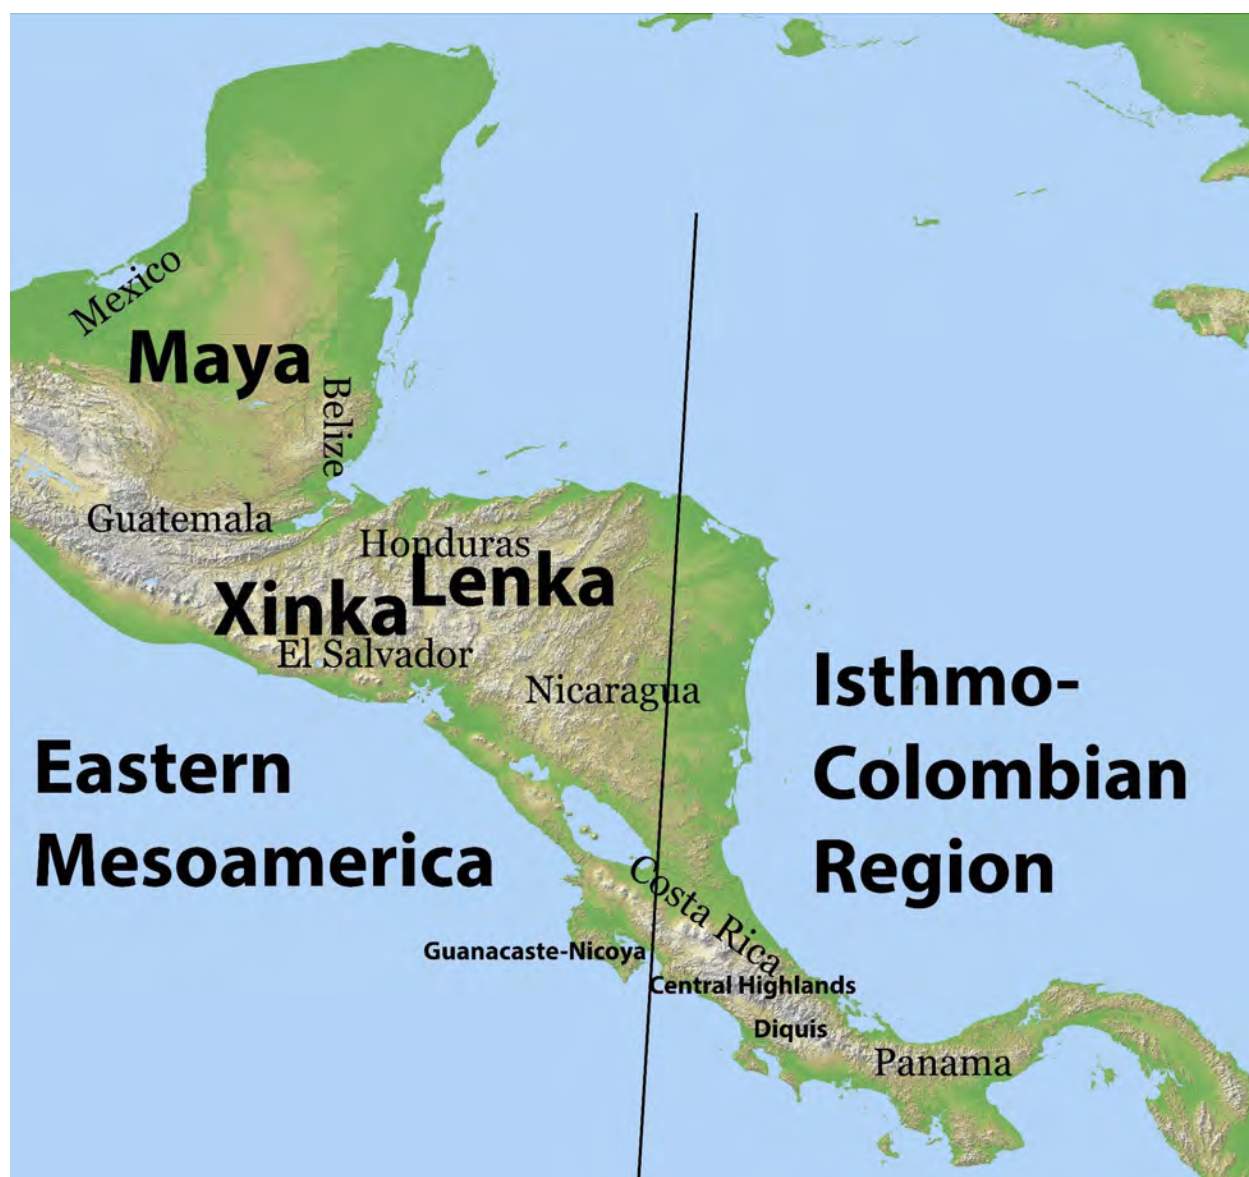 Mexico
Maya
Belize
Guatemala
Honduras
Lenka
Xinka
El Salvador
Nicaragua
Isthmo-
Colombian
Region
Eastern
Mesoamerica
Costa Rica
Guanacaste-Nicoya
Central Highlands
Diquis
Panama